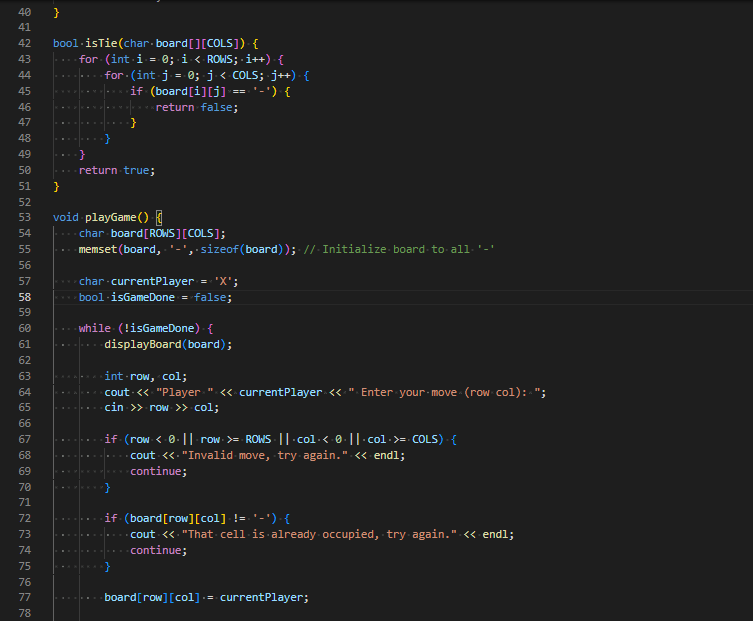 40 }
41
42 bool isTie(char board[][COLS]) {
43     for (int i = 0; i < ROWS; i++) {
44         for (int j = 0; j < COLS; j++) {
45             if (board[i][j] == '-') {
46                 return false;
47             }
48         }
49     }
50     return true;
51 }
52
53 void playGame() {
54     char board[ROWS][COLS];
55     memset(board, '-', sizeof(board)); // Initialize board to all '-'
56
57     char currentPlayer = 'X';
58     bool isGameDone = false;
59
60     while (!isGameDone) {
61         displayBoard(board);
62
63         int row, col;
64         cout << "Player " << currentPlayer << " Enter your move (row col): ";
65         cin >> row >> col;
66
67         if (row < 0 || row >= ROWS || col < 0 || col >= COLS) {
68             cout << "Invalid move, try again." << endl;
69             continue;
70         }
71
72         if (board[row][col] != '-') {
73             cout << "That cell is already occupied, try again." << endl;
74             continue;
75         }
76
77         board[row][col] = currentPlayer;
78